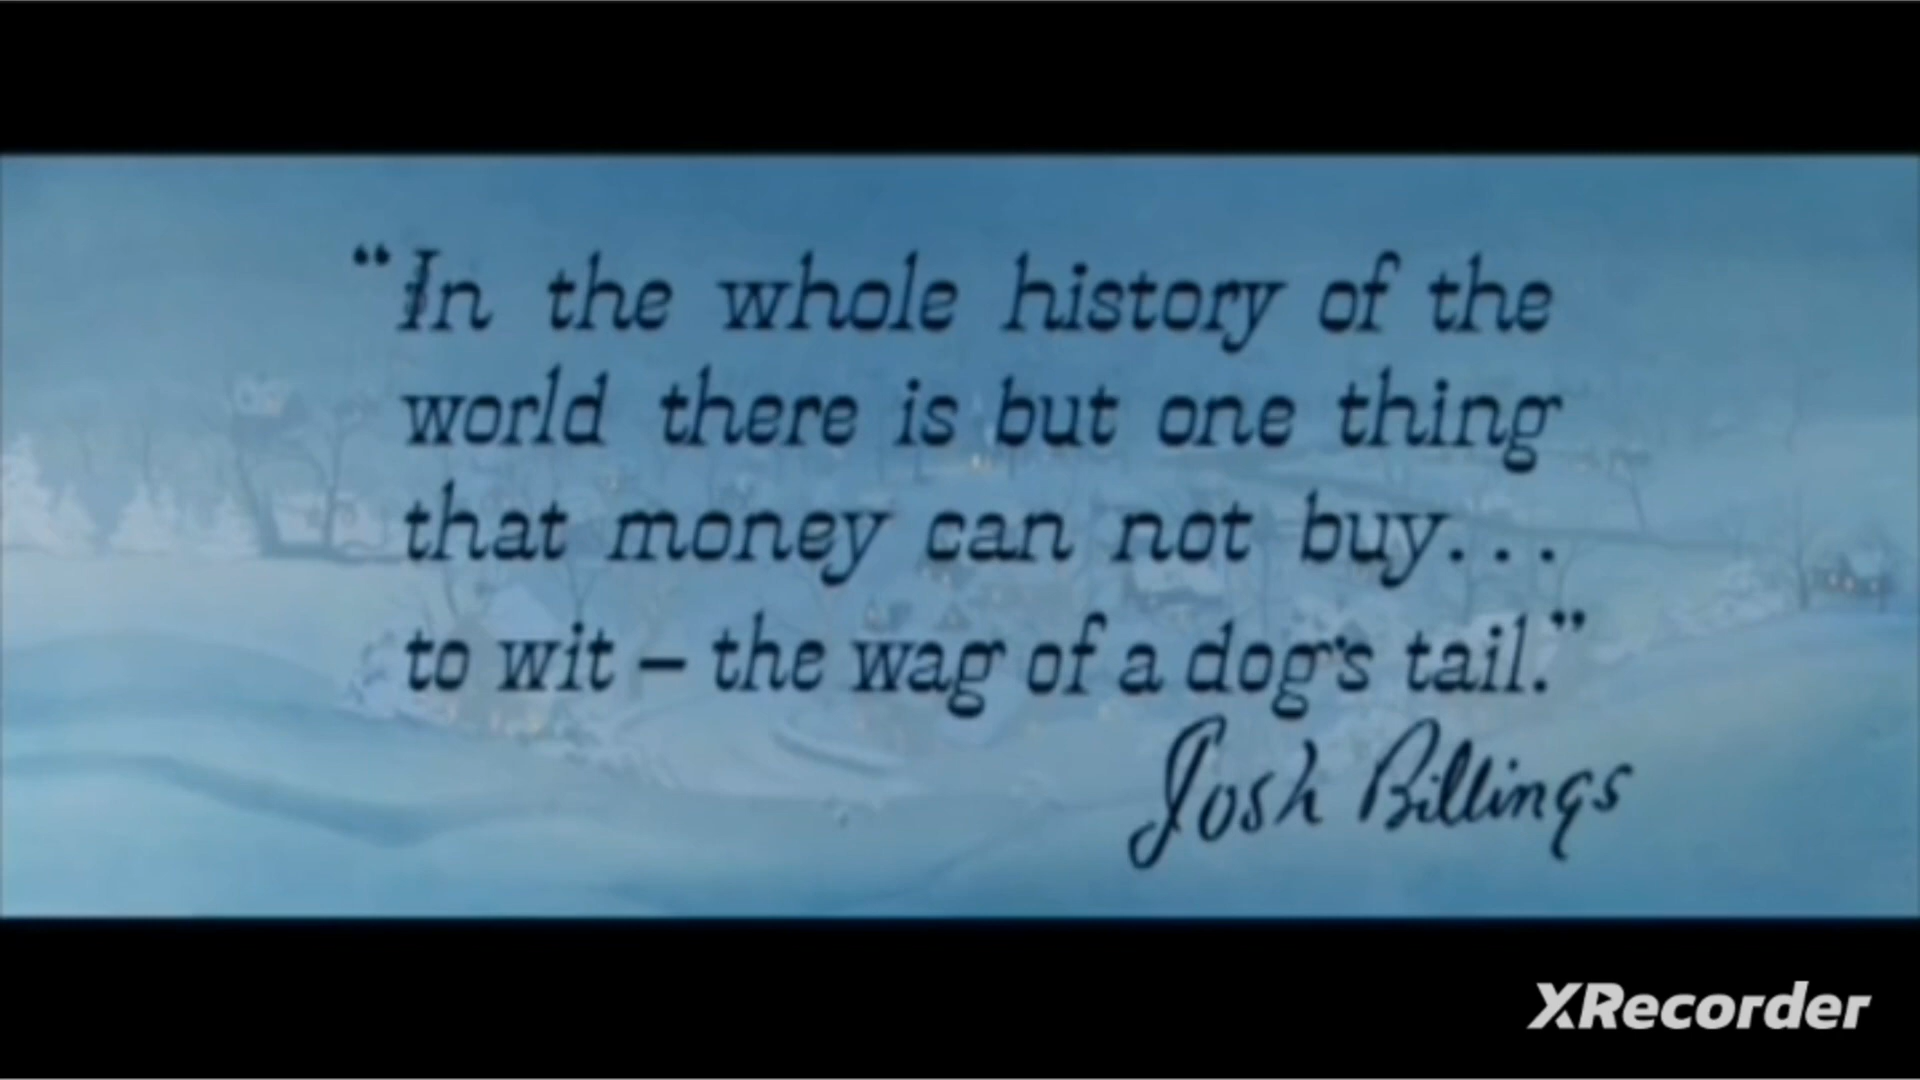 “In the whole history of the
world there is but one thing
that money can not buy...
to wit – the wag of a dog's tail.”
Josh Billings
XRecorder